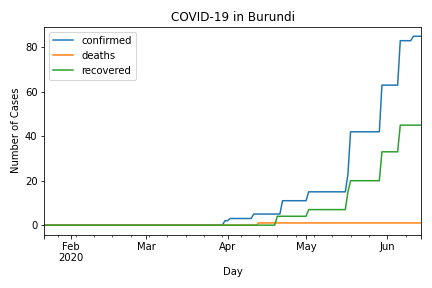 COVID-19 in Burundi
confirmed
deaths
recovered
80
60
40
20
0
Number of Cases
Feb
2020
Mar
Apr
May
Jun
Day